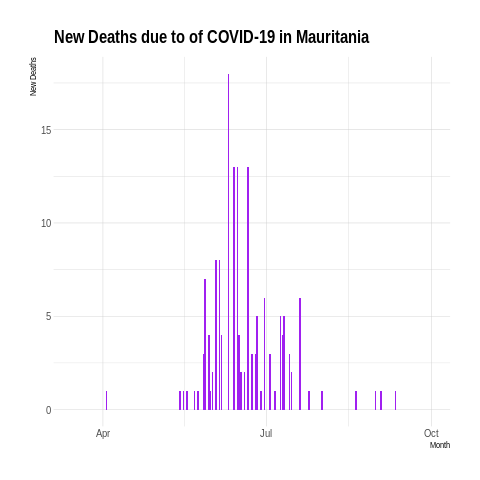 New Deaths due to of COVID-19 in Mauritania
New Deaths
15
10
5
0
Apr
Jul
Oct
Month